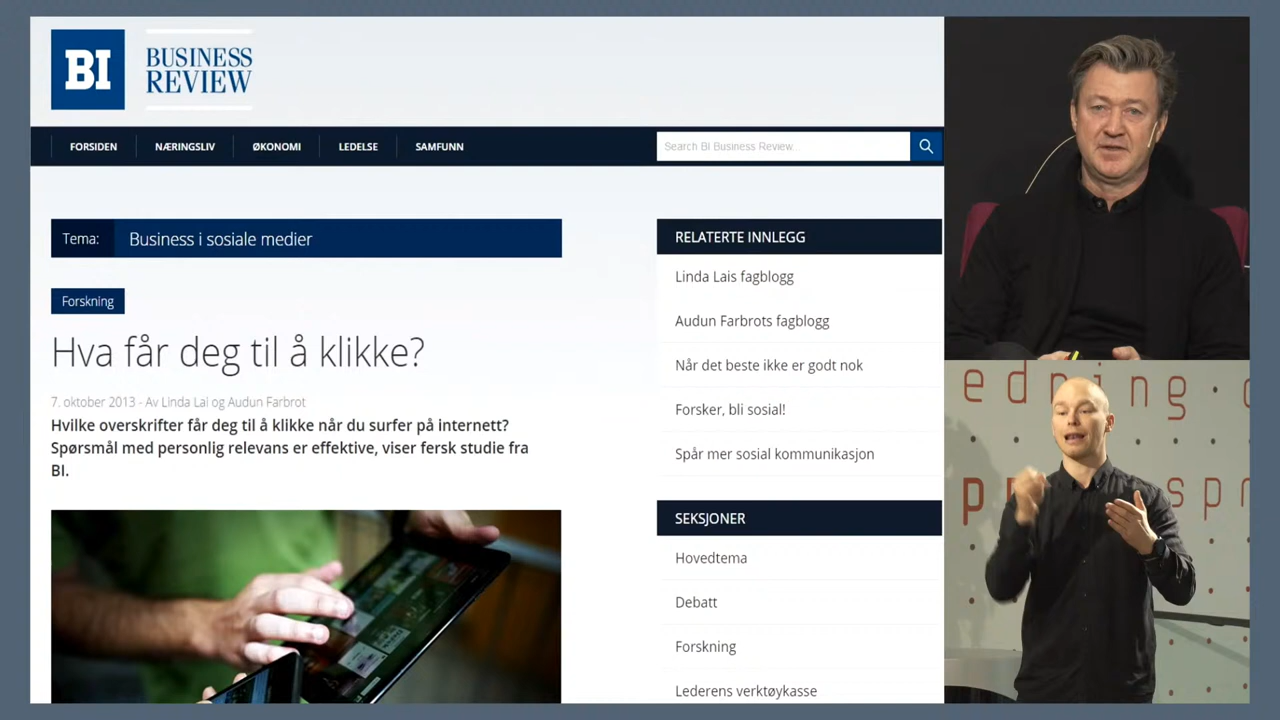 BI
BUSINESS
REVIEW
FORSIDEN
NÆRINGSLIV
ØKONOMI
LEDELSE
SAMFUNN
Search BI Business Review..
Tema:
Business i sosiale medier
Forskning
Hva får deg til å klikke?
7. oktober 2013 - Av Linda Lai og Audun Farbrot
Hvilke overskrifter får deg til å klikke når du surfer på internett?
Spørsmål med personlig relevans er effektive, viser fersk studie fra
BI.
RELATERTE INNLEGG
Linda Lais fagblogg
Audun Farbrots fagblogg
Når det beste ikke er godt nok
Forsker, bli sosial!
Spår mer sosial kommunikasjon
SEKSJONER
Hovedtema
Debatt
Forskning
Lederens verktøykasse